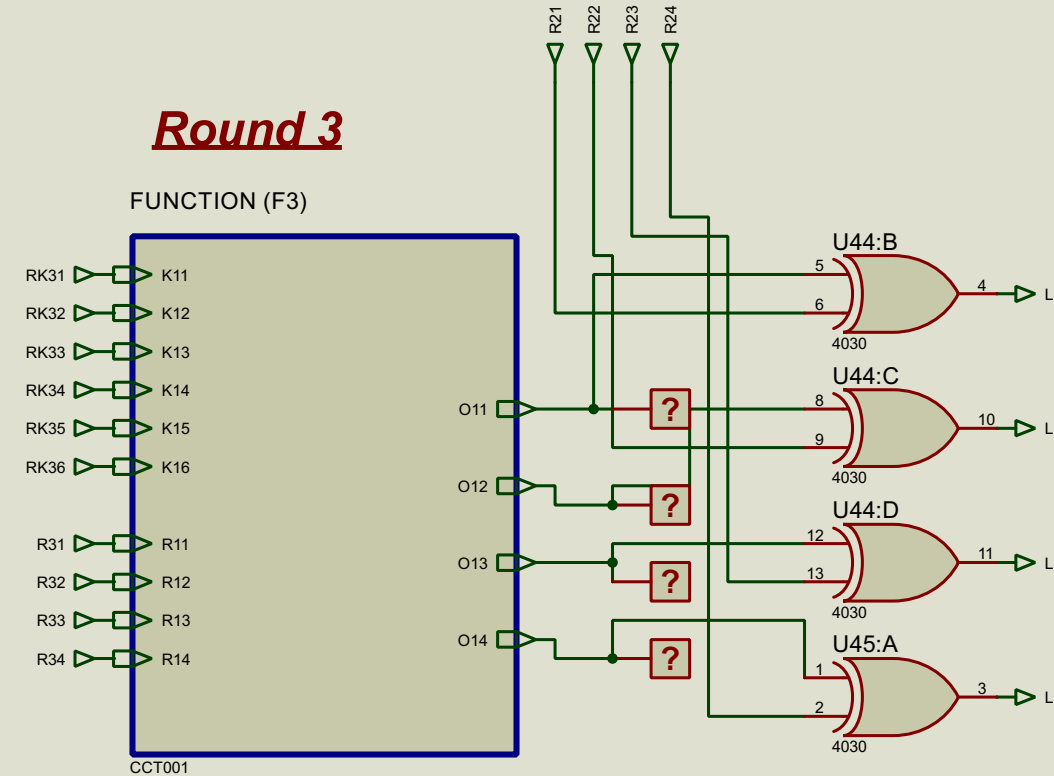 R21
R22
R23
R24
Round 3
FUNCTION (F3)
RK31
RK32
RK33
RK34
RK35
RK36
R31
R32
R33
R34
K11
K12
K13
K14
K15
K16
R11
R12
R13
R14
O11
O12
O13
O14
CCT001
?
?
?
?
U44:B
5
6
4
4030
L
U44:C
8
9
10
4030
L
U44:D
12
13
11
4030
L
U45:A
1
2
3
4030
L